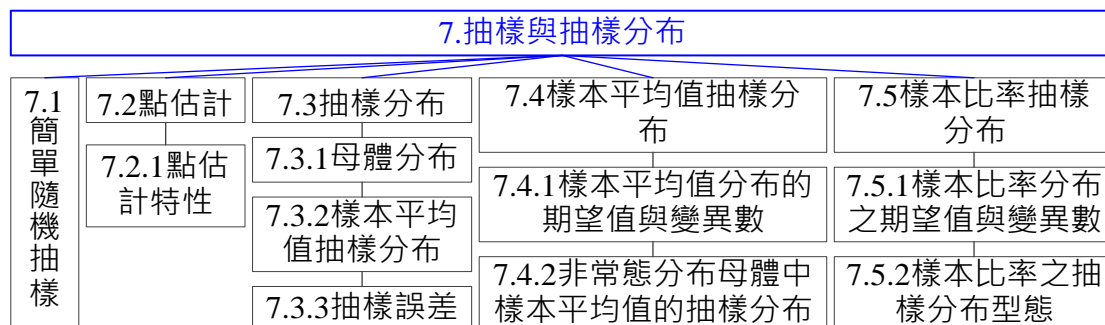 7.抽樣與抽樣分布
7.1
簡
單
隨
機
抽
樣
7.2點估計
7.2.1點估
計特性
7.3抽樣分布
7.3.1母體分布
7.3.2樣本平均
值抽樣分布
7.3.3抽樣誤差
7.4樣本平均值抽樣分
布
7.4.1樣本平均值分布的
期望值與變異數
7.4.2非常態分布母體中
樣本平均值的抽樣分布
7.5樣本比率抽樣
分布
7.5.1樣本比率分布
之期望值與變異數
7.5.2樣本比率之抽
樣分布型態